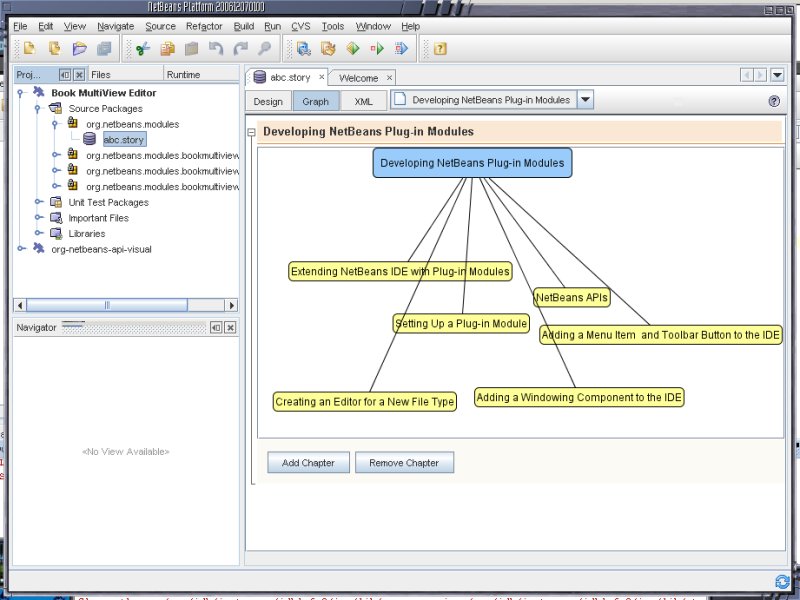 NetBeans Platform 200612070100
File Edit View Navigate Source Refactor Build Run CVS Tools Window Help
Proj... Files Runtime
abc.story Welcome
Design Graph XML Developing NetBeans Plug-in Modules
Book MultiView Editor
Source Packages
org.netbeans.modules
abc.story
org.netbeans.modules.bookmultiview
org.netbeans.modules.bookmultiview
org.netbeans.modules.bookmultiview
Unit Test Packages
Important Files
Libraries
org-netbeans-api-visual
Navigator
<No View Available>
Developing NetBeans Plug-in Modules
Developing NetBeans Plug-in Modules
Extending NetBeans IDE with Plug-in Modules
NetBeans APIs
Setting Up a Plug-in Module
Adding a Menu Item and Toolbar Button to the IDE
Creating an Editor for a New File Type
Adding a Windowing Component to the IDE
Add Chapter Remove Chapter